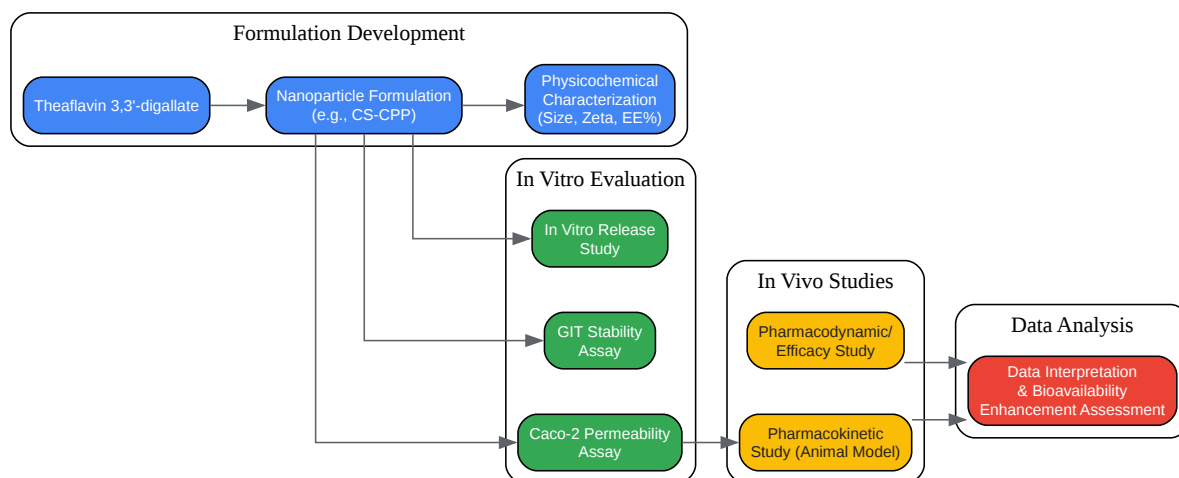 Formulation Development
Theaflavin 3,3'-digallate
Nanoparticle Formulation
(e.g., CS-CPP)
Physicochemical
Characterization
(Size, Zeta, EE%)
In Vitro Evaluation
In Vitro Release
Study
GIT Stability
Assay
Caco-2 Permeability
Assay
In Vivo Studies
Pharmacodynamic/
Efficacy Study
Pharmacokinetic
Study (Animal Model)
Data Analysis
Data Interpretation
& Bioavailability
Enhancement Assessment